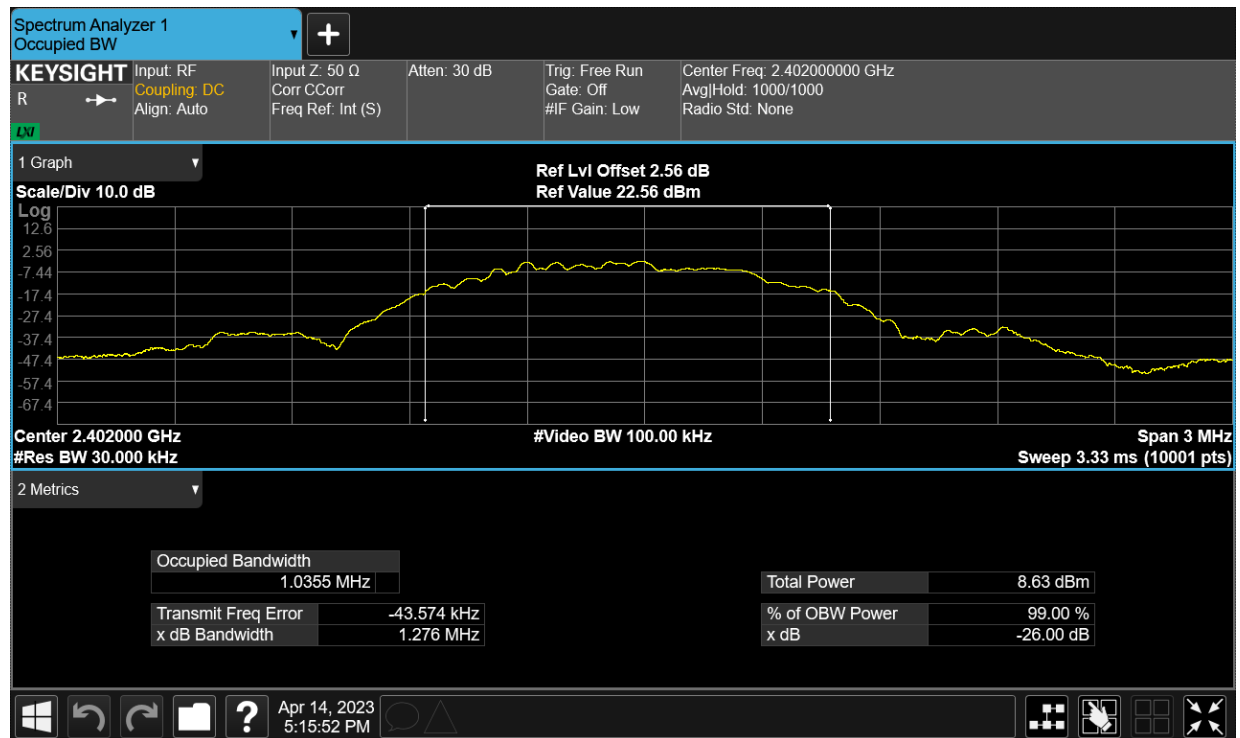 Spectrum Analyzer 1
Occupied BW
KEYSIGHT
R
LXI
Input: RF
Coupling: DC
Align: Auto
Input Z: 50 Ω
Corr CCorr
Freq Ref: Int (S)
Atten: 30 dB
Trig: Free Run
Gate: Off
#IF Gain: Low
Center Freq: 2.402000000 GHz
Avg|Hold: 1000/1000
Radio Std: None
1 Graph
Scale/Div 10.0 dB
Ref Lvl Offset 2.56 dB
Ref Value 22.56 dBm
Log
12.6
2.56
-7.44
-17.4
-27.4
-37.4
-47.4
-57.4
-67.4
Center 2.402000 GHz
#Video BW 100.00 kHz
Span 3 MHz
#Res BW 30.000 kHz
Sweep 3.33 ms (10001 pts)
2 Metrics
Occupied Bandwidth
1.0355 MHz
Total Power 8.63 dBm
Transmit Freq Error -43.574 kHz
% of OBW Power 99.00 %
x dB Bandwidth 1.276 MHz
x dB -26.00 dB
?
Apr 14, 2023
5:15:52 PM